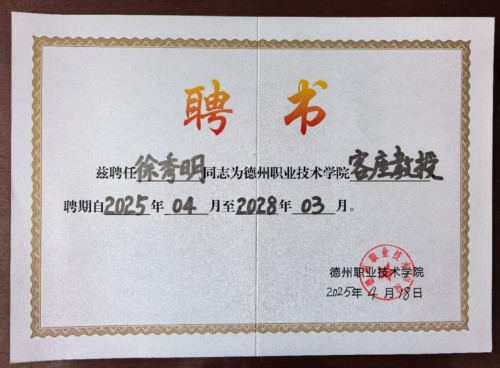 聘书
兹聘任徐秀明同志为德州职业技术学院客座教授
聘期自2025年04月至2028年03月。
德州职业技术学院
2025年4月18日